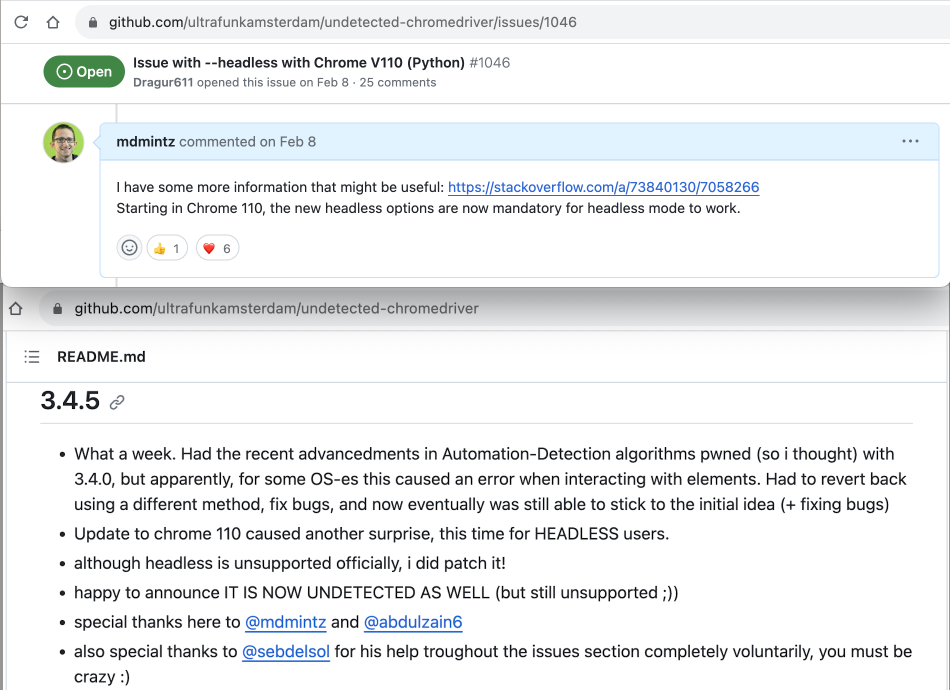 github.com/ultrafunkamsterdam/undetected-chromedriver/issues/1046
Open
Issue with --headless with Chrome V110 (Python) #1046
Dragur611 opened this issue on Feb 8 · 25 comments
mdmintz commented on Feb 8
I have some more information that might be useful: https://stackoverflow.com/a/73840130/7058266
Starting in Chrome 110, the new headless options are now mandatory for headless mode to work.
👍 1 ❤️ 6
github.com/ultrafunkamsterdam/undetected-chromedriver
README.md
3.4.5
• What a week. Had the recent advancedments in Automation-Detection algorithms pwned (so i thought) with
3.4.0, but apparently, for some OS-es this caused an error when interacting with elements. Had to revert back
using a different method, fix bugs, and now eventually was still able to stick to the initial idea (+ fixing bugs)
• Update to chrome 110 caused another surprise, this time for HEADLESS users.
• although headless is unsupported officially, i did patch it!
• happy to announce IT IS NOW UNDETECTED AS WELL (but still unsupported ;))
• special thanks here to @mdmintz and @abdulzain6
• also special thanks to @sebdelsol for his help troughout the issues section completely voluntarily, you must be
crazy :)